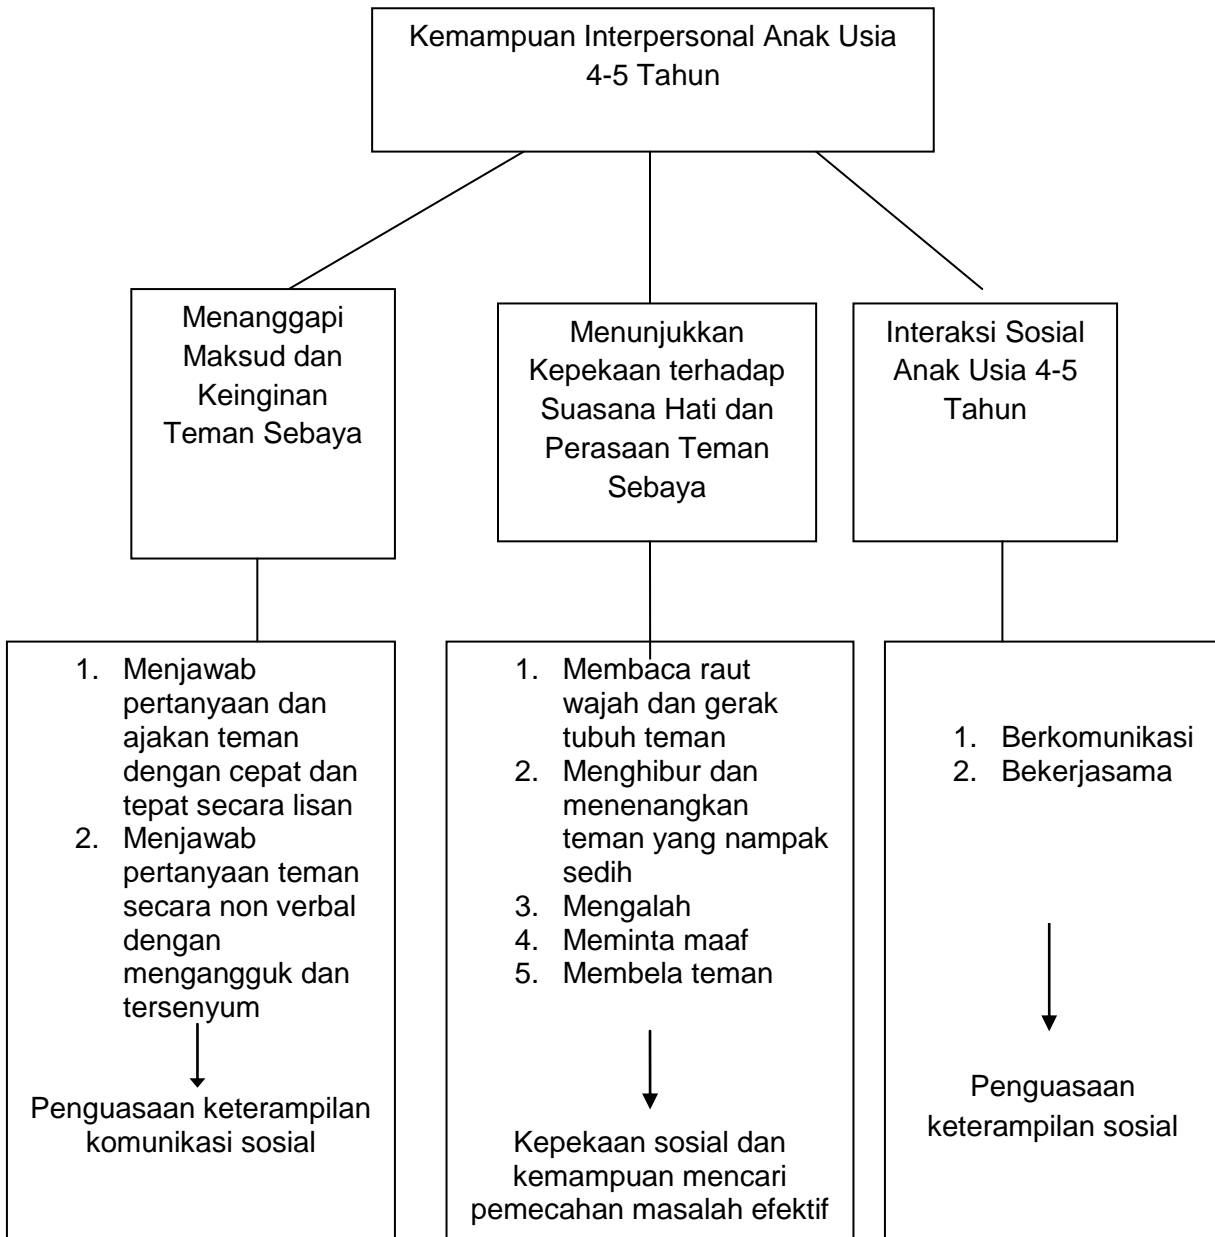 Kemampuan Interpersonal Anak Usia
4-5 Tahun
Menanggapi
Maksud dan
Keinginan
Teman Sebaya
Menunjukkan
Kepekaan terhadap
Suasana Hati dan
Perasaan Teman
Sebaya
Interaksi Sosial
Anak Usia 4-5
Tahun
1. Menjawab
pertanyaan dan
ajakan teman
dengan cepat dan
tepat secara lisan
2. Menjawab
pertanyaan teman
secara non verbal
dengan
mengangguk dan
tersenyum
Penguasaan keterampilan
komunikasi sosial
1. Membaca raut
wajah dan gerak
tubuh teman
2. Menghibur dan
menenangkan
teman yang nampak
sedih
3. Mengalah
4. Meminta maaf
5. Membela teman
Kepekaan sosial dan
kemampuan mencari
pemecahan masalah efektif
1. Berkomunikasi
2. Bekerjasama
Penguasaan
keterampilan sosial